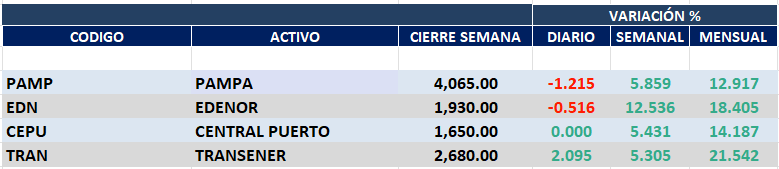 VARIACIÓN %
CODIGO ACTIVO CIERRE SEMANA DIARIO SEMANAL MENSUAL
PAMP PAMPA 4,065.00 -1.215 5.859 12.917
EDN EDENOR 1,930.00 -0.516 12.536 18.405
CEPU CENTRAL PUERTO 1,650.00 0.000 5.431 14.187
TRAN TRANSENER 2,680.00 2.095 5.305 21.542